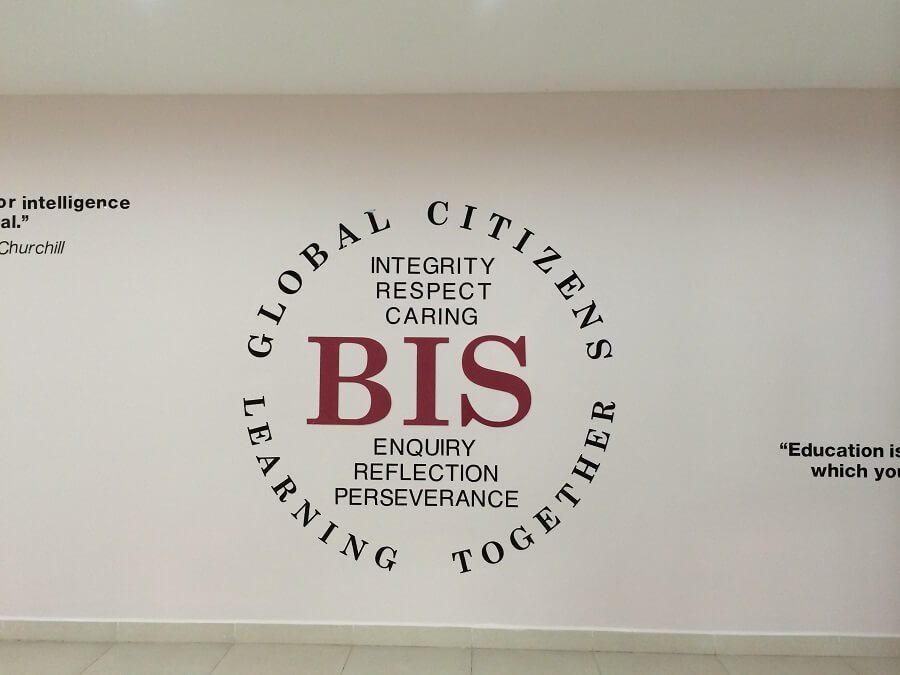 or intelligence
al.”
Churchill
GLOBAL CITIZENS
INTEGRITY
RESPECT
CARING
BIS
ENQUIRY
REFLECTION
PERSEVERANCE
LEARNING TOGETHER
“Education is
which you